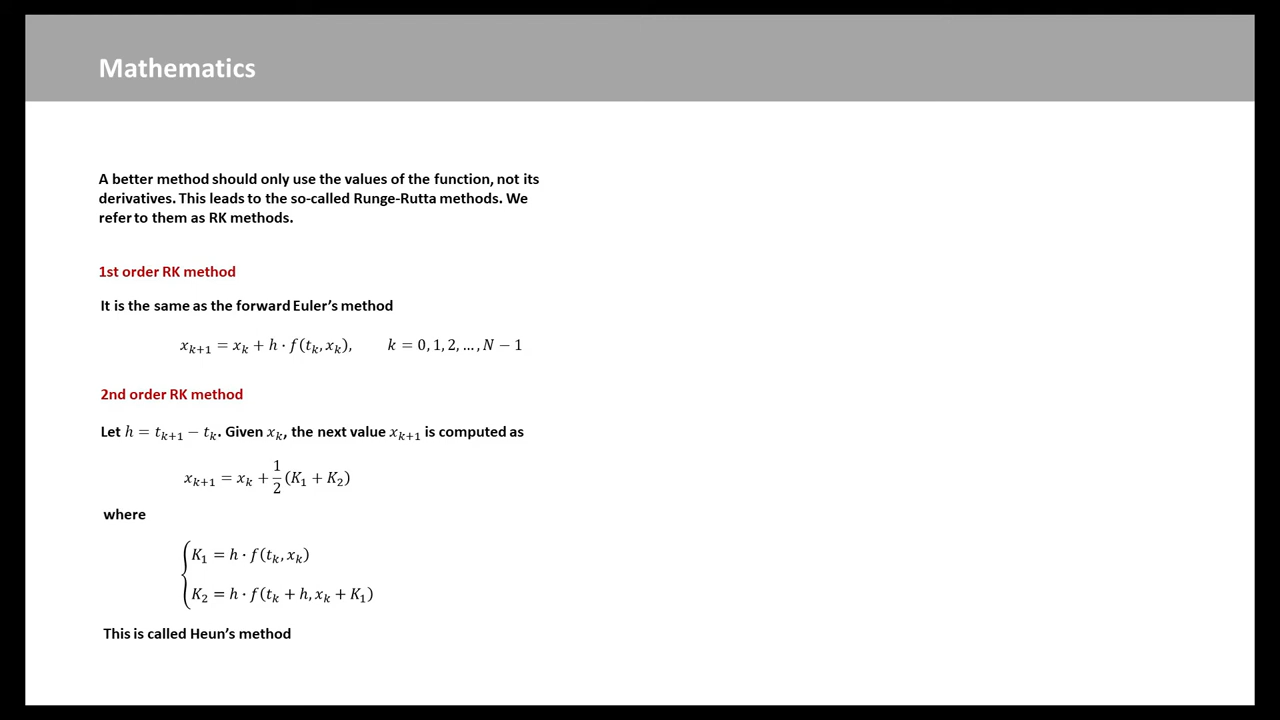 Mathematics
A better method should only use the values of the function, not its
derivatives. This leads to the so-called Runge-Rutta methods. We
refer to them as RK methods.
1st order RK method
It is the same as the forward Euler's method
x_{k+1} = x_k + h · f(t_k, x_k),    k = 0, 1, 2, …, N − 1
2nd order RK method
Let h = t_{k+1} − t_k. Given x_k, the next value x_{k+1} is computed as
x_{k+1} = x_k + \frac{1}{2}(K_1 + K_2)
where
K_1 = h · f(t_k, x_k)
K_2 = h · f(t_k + h, x_k + K_1)
This is called Heun's method